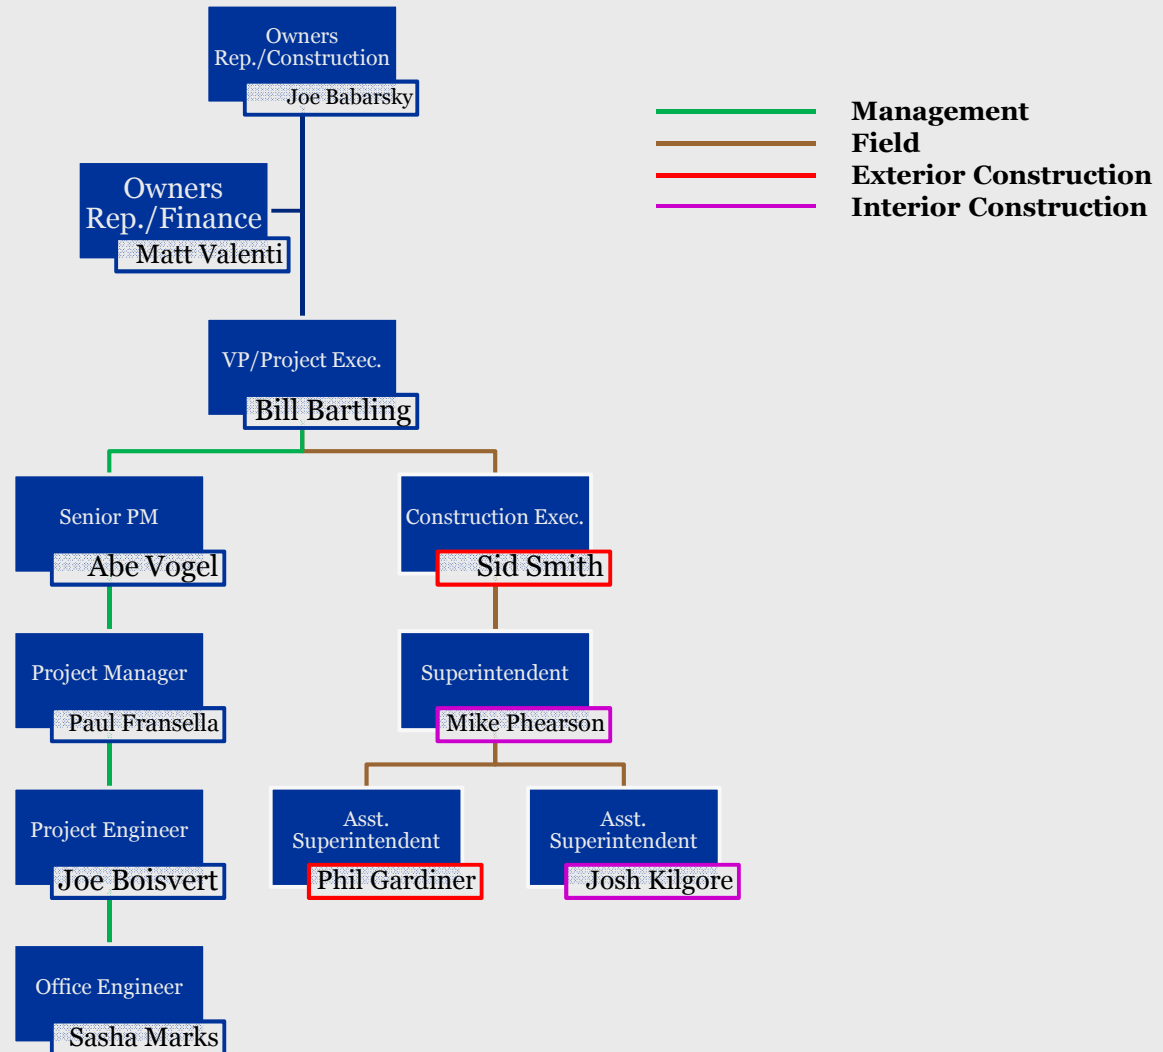 Owners
Rep./Construction
Joe Babarsky
Management
Field
Exterior Construction
Interior Construction
Owners
Rep./Finance
Matt Valenti
VP/Project Exec.
Bill Bartling
Senior PM
Abe Vogel
Construction Exec.
Sid Smith
Project Manager
Paul Fransella
Superintendent
Mike Phearson
Project Engineer
Joe Boisvert
Asst.
Superintendent
Phil Gardiner
Asst.
Superintendent
Josh Kilgore
Office Engineer
Sasha Marks